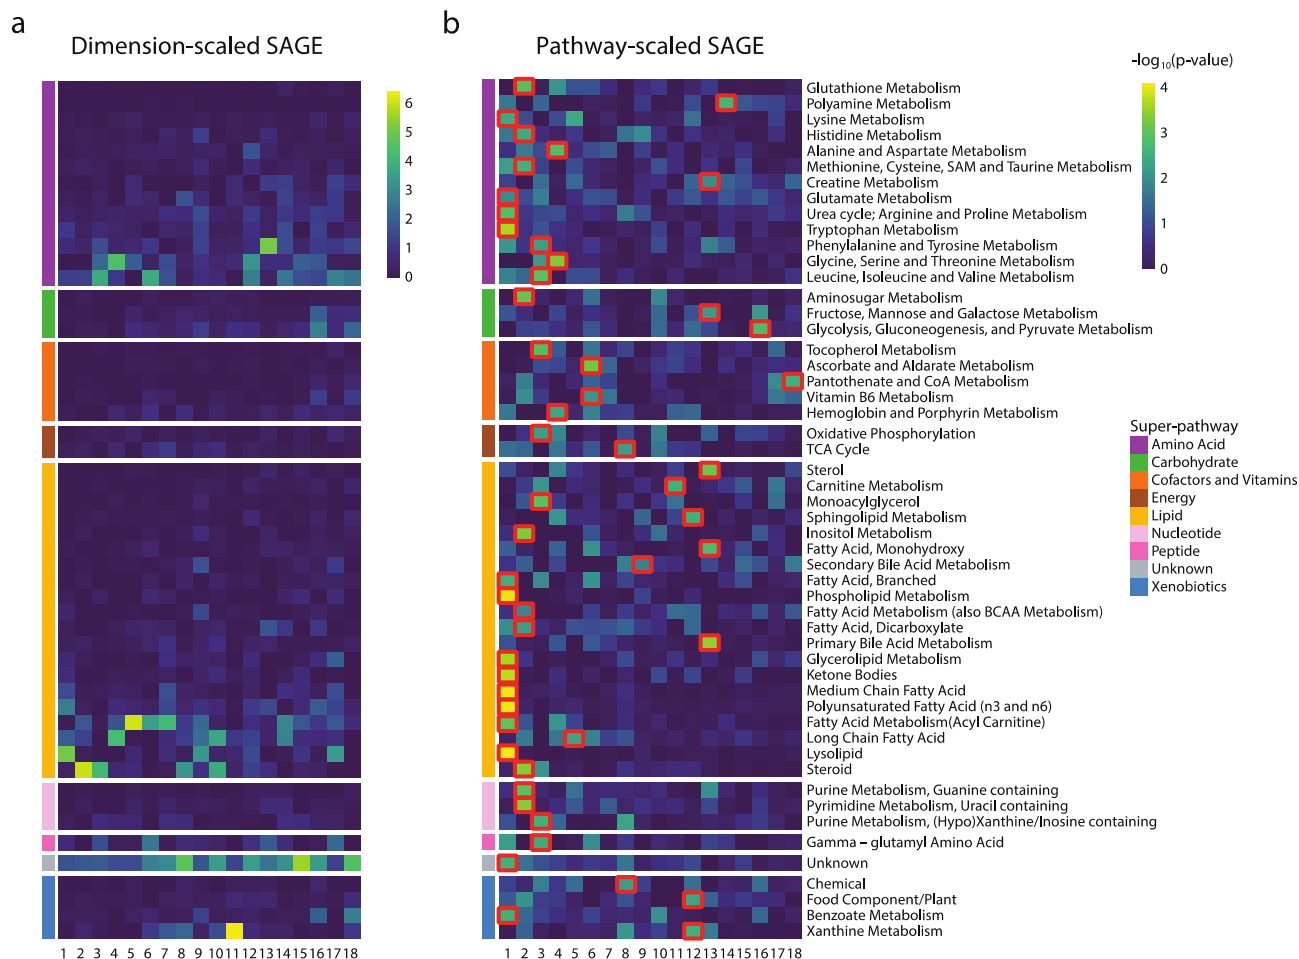 a
Dimension-scaled SAGE
6
5
4
3
2
1
0
1 2 3 4 5 6 7 8 9 10 11 12 13 14 15 16 17 18
b
Pathway-scaled SAGE
-log10(p-value)
4
3
2
1
0
Glutathione Metabolism
Polyamine Metabolism
Lysine Metabolism
Histidine Metabolism
Alanine and Aspartate Metabolism
Methionine, Cysteine, SAM and Taurine Metabolism
Creatine Metabolism
Glutamate Metabolism
Urea cycle; Arginine and Proline Metabolism
Tryptophan Metabolism
Phenylalanine and Tyrosine Metabolism
Glycine, Serine and Threonine Metabolism
Leucine, Isoleucine and Valine Metabolism
Aminosugar Metabolism
Fructose, Mannose and Galactose Metabolism
Glycolysis, Gluconeogenesis, and Pyruvate Metabolism
Tocopherol Metabolism
Ascorbate and Aldarate Metabolism
Pantothenate and CoA Metabolism
Vitamin B6 Metabolism
Hemoglobin and Porphyrin Metabolism
Oxidative Phosphorylation
TCA Cycle
Sterol
Carnitine Metabolism
Monoacylglycerol
Sphingolipid Metabolism
Inositol Metabolism
Fatty Acid, Monohydroxy
Secondary Bile Acid Metabolism
Fatty Acid, Branched
Phospholipid Metabolism
Fatty Acid Metabolism (also BCAA Metabolism)
Fatty Acid, Dicarboxylate
Primary Bile Acid Metabolism
Glycerolipid Metabolism
Ketone Bodies
Medium Chain Fatty Acid
Polyunsaturated Fatty Acid (n3 and n6)
Fatty Acid Metabolism(Acyl Carnitine)
Long Chain Fatty Acid
Lysolipid
Steroid
Purine Metabolism, Guanine containing
Pyrimidine Metabolism, Uracil containing
Purine Metabolism, (Hypo)Xanthine/Inosine containing
Gamma – glutamyl Amino Acid
Unknown
Chemical
Food Component/Plant
Benzoate Metabolism
Xanthine Metabolism
1 2 3 4 5 6 7 8 9 10 11 12 13 14 15 16 17 18
Super-pathway
Amino Acid
Carbohydrate
Cofactors and Vitamins
Energy
Lipid
Nucleotide
Peptide
Unknown
Xenobiotics